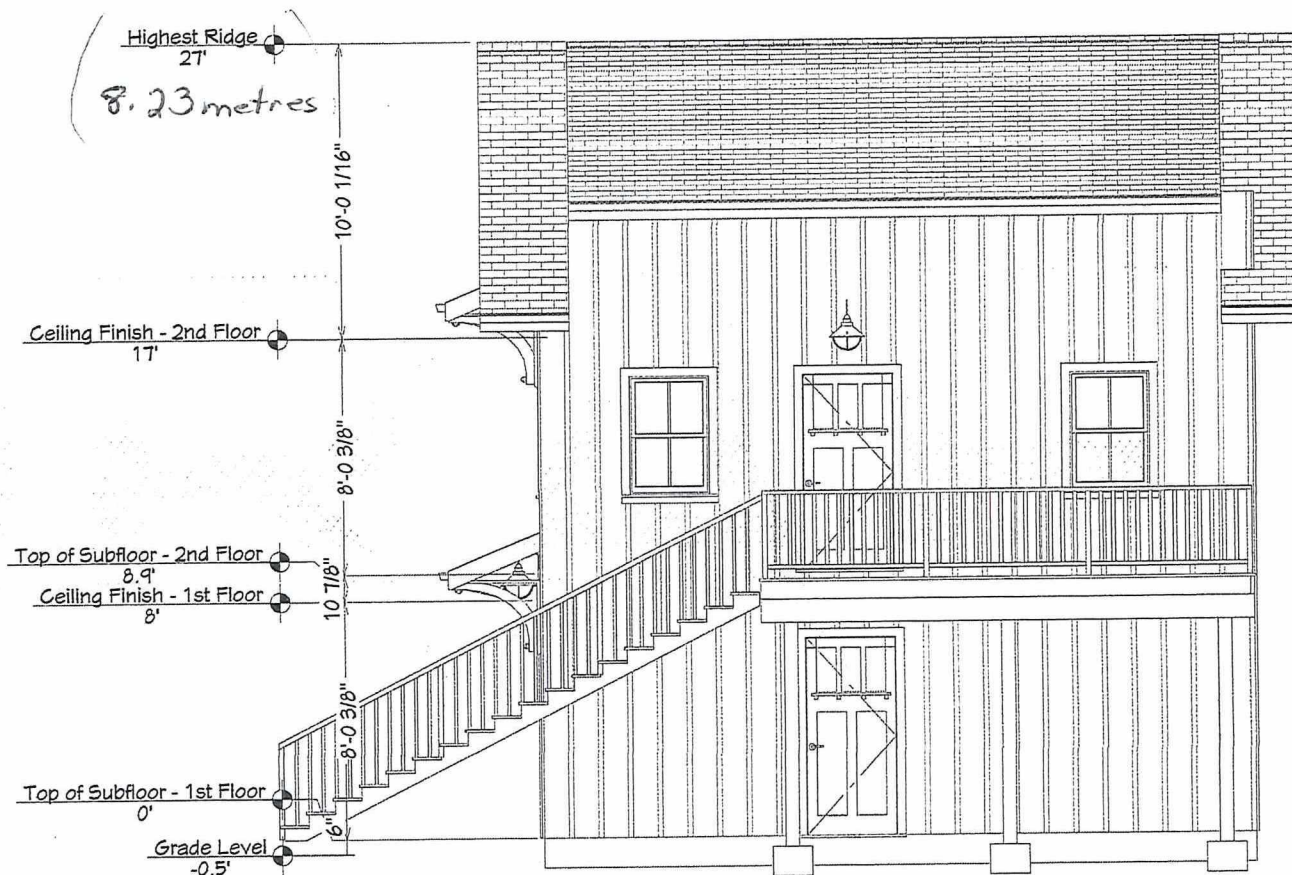 Highest Ridge
27'
8.23 metres
10'-0 1/16"
Ceiling Finish - 2nd Floor
17'
8'-0 3/8"
Top of Subfloor - 2nd Floor
8.9'
10 7/8"
Ceiling Finish - 1st Floor
8'
8'-0 3/8"
Top of Subfloor - 1st Floor
0'
6"
Grade Level
-0.5'